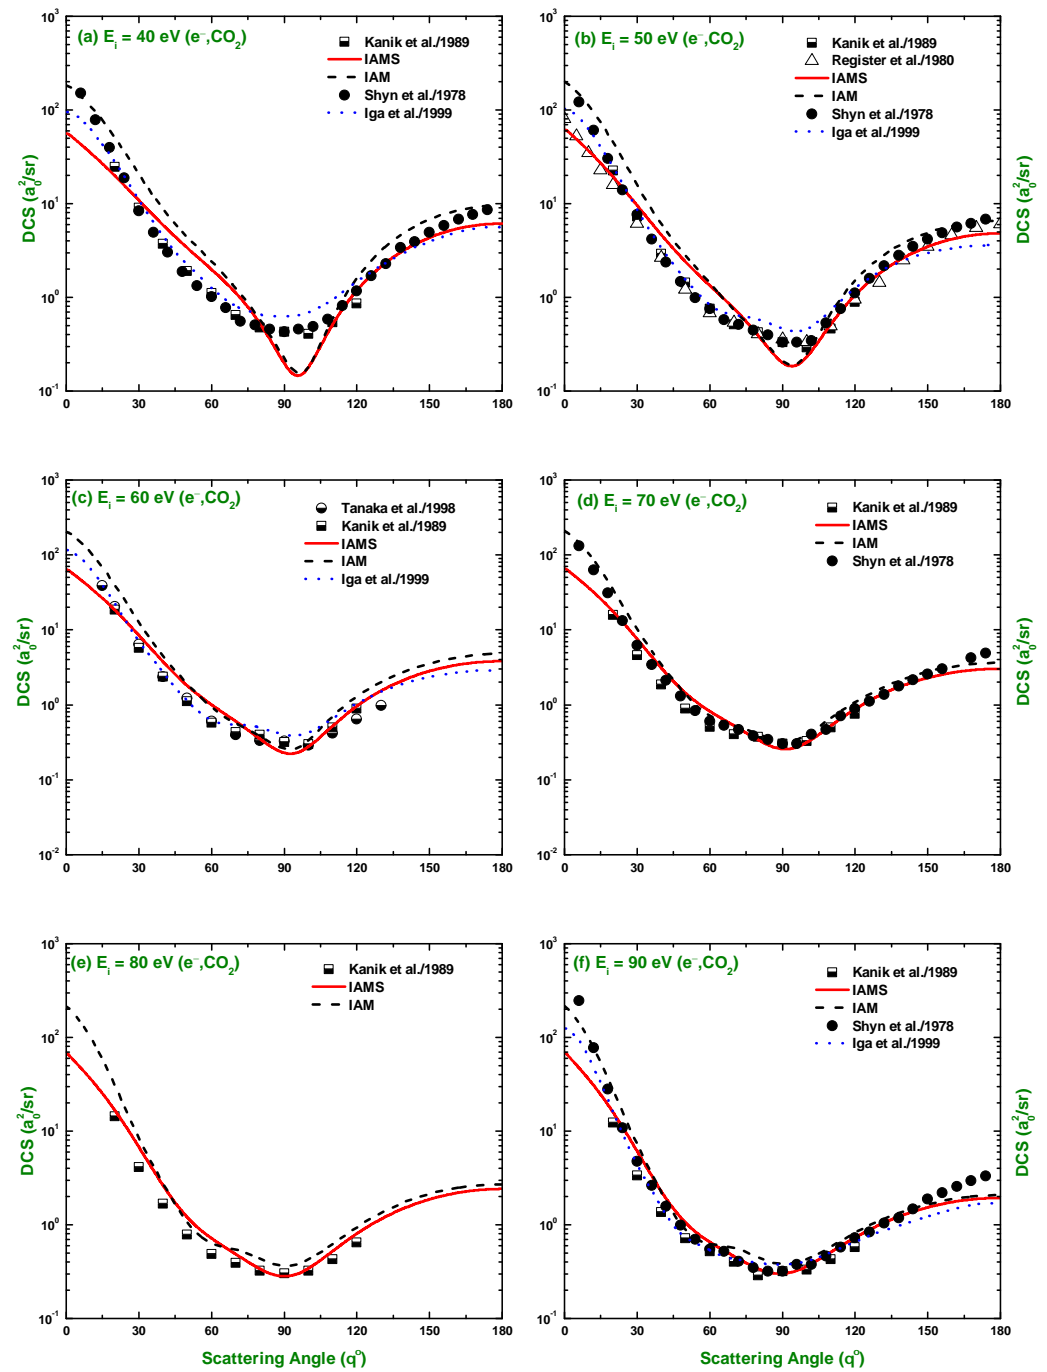 (a) E_i = 40 eV (e⁻,CO₂)
Kanik et al./1989
IAMS
IAM
Shyn et al./1978
Iga et al./1999
DCS (a₀²/sr)
10³
10²
10¹
10⁰
10⁻¹
0 30 60 90 120 150 180
(b) E_i = 50 eV (e⁻,CO₂)
Kanik et al./1989
Register et al./1980
IAMS
IAM
Shyn et al./1978
Iga et al./1999
DCS (a₀²/sr)
10³
10²
10¹
10⁰
10⁻¹
0 30 60 90 120 150 180
(c) E_i = 60 eV (e⁻,CO₂)
Tanaka et al./1998
Kanik et al./1989
IAMS
IAM
Iga et al./1999
DCS (a₀²/sr)
10³
10²
10¹
10⁰
10⁻¹
10⁻²
0 30 60 90 120 150 180
(d) E_i = 70 eV (e⁻,CO₂)
Kanik et al./1989
IAMS
IAM
Shyn et al./1978
DCS (a₀²/sr)
10³
10²
10¹
10⁰
10⁻¹
10⁻²
0 30 60 90 120 150 180
(e) E_i = 80 eV (e⁻,CO₂)
Kanik et al./1989
IAMS
IAM
DCS (a₀²/sr)
10³
10²
10¹
10⁰
10⁻¹
0 30 60 90 120 150 180
Scattering Angle (q°)
(f) E_i = 90 eV (e⁻,CO₂)
Kanik et al./1989
IAMS
IAM
Shyn et al./1978
Iga et al./1999
DCS (a₀²/sr)
10³
10²
10¹
10⁰
10⁻¹
0 30 60 90 120 150 180
Scattering Angle (q°)